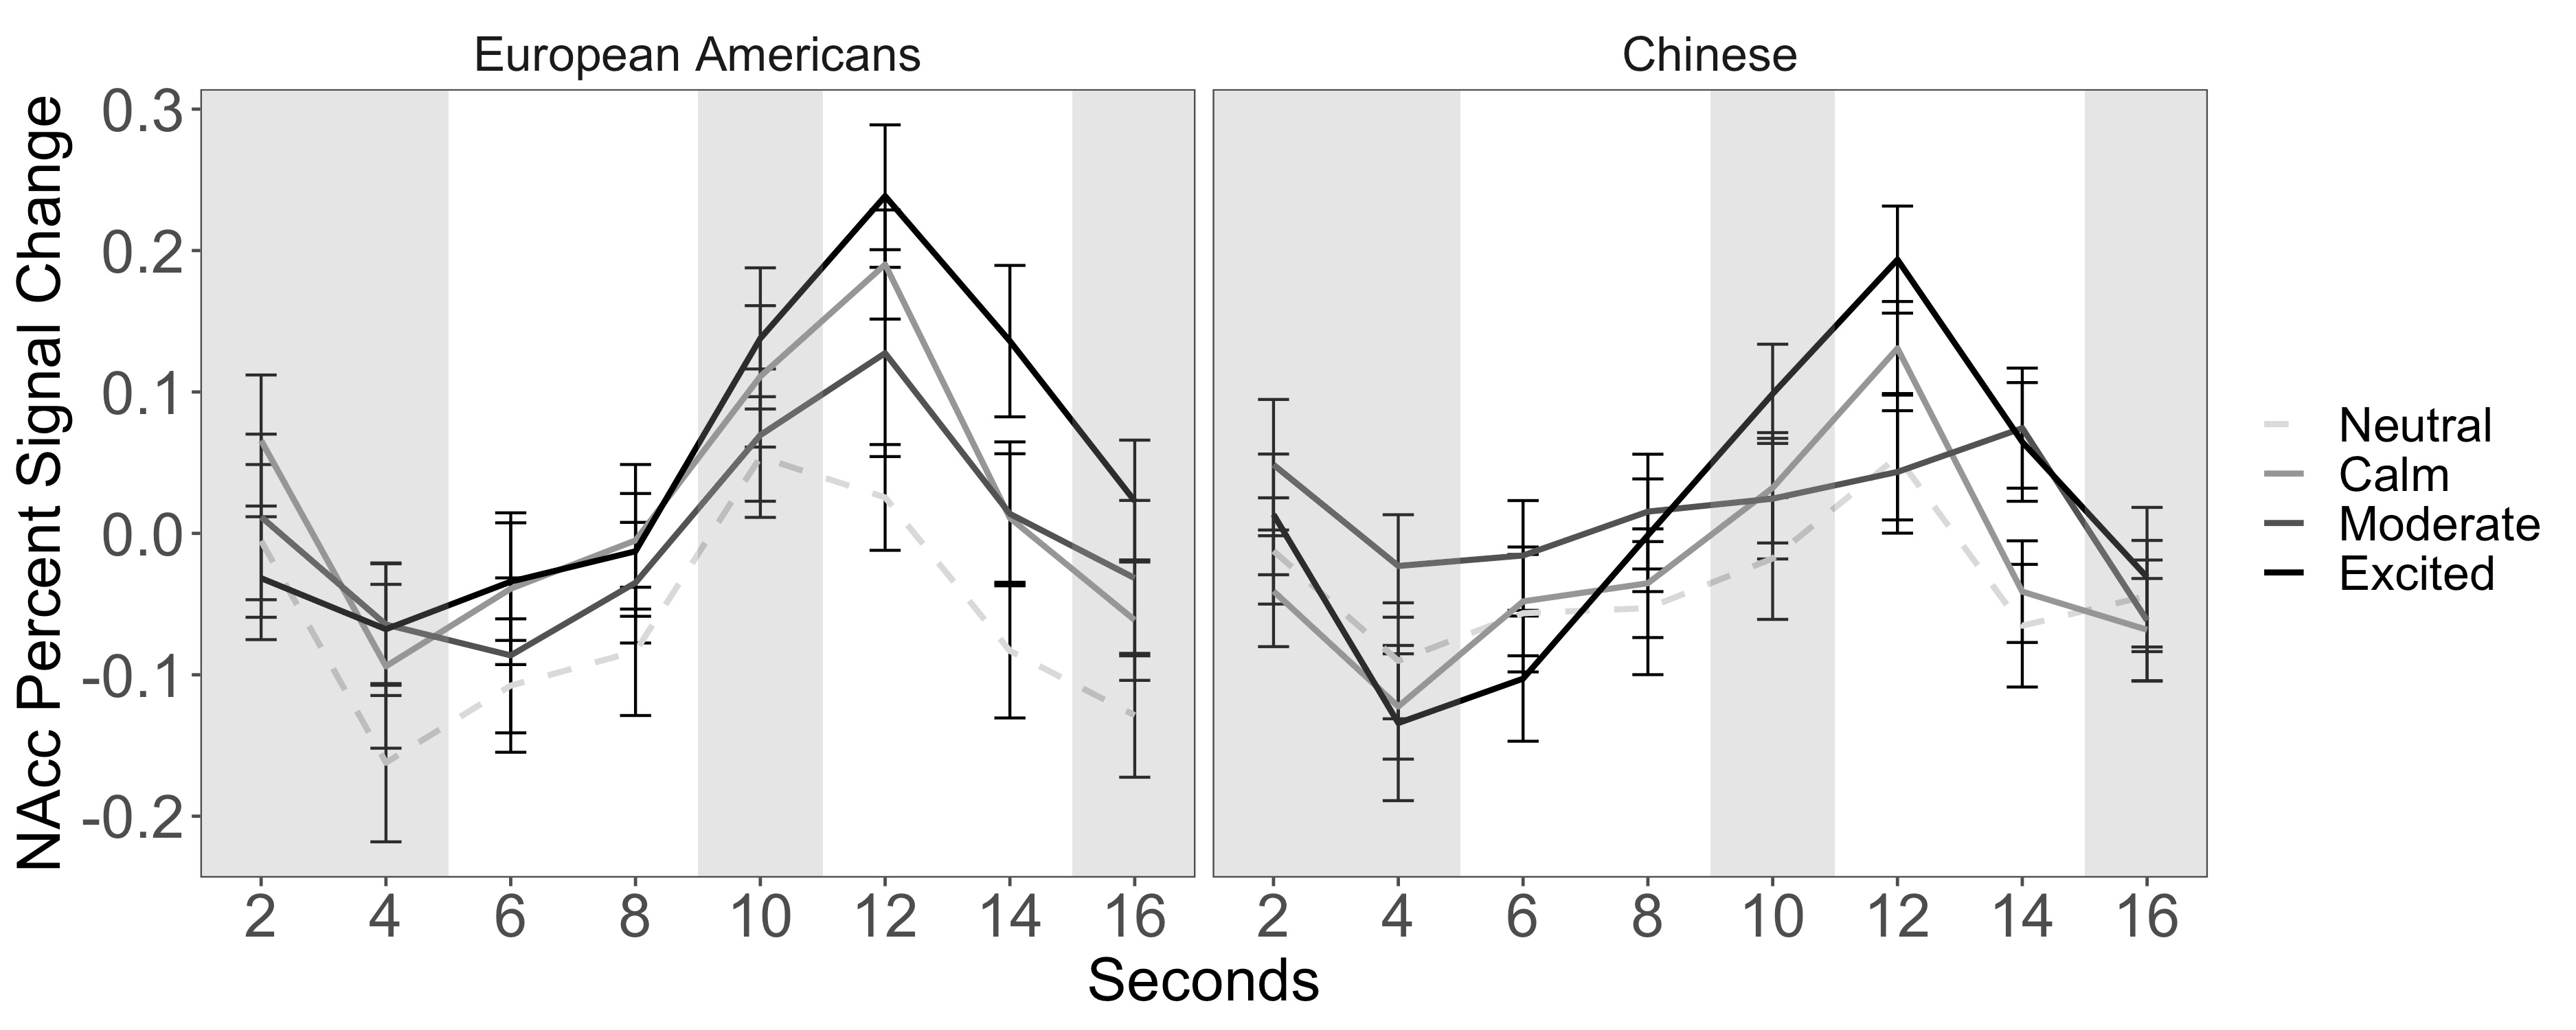 European Americans
Chinese
NAcc Percent Signal Change
0.3
0.2
0.1
0.0
-0.1
-0.2
2 4 6 8 10 12 14 16
2 4 6 8 10 12 14 16
Seconds
Neutral
Calm
Moderate
Excited